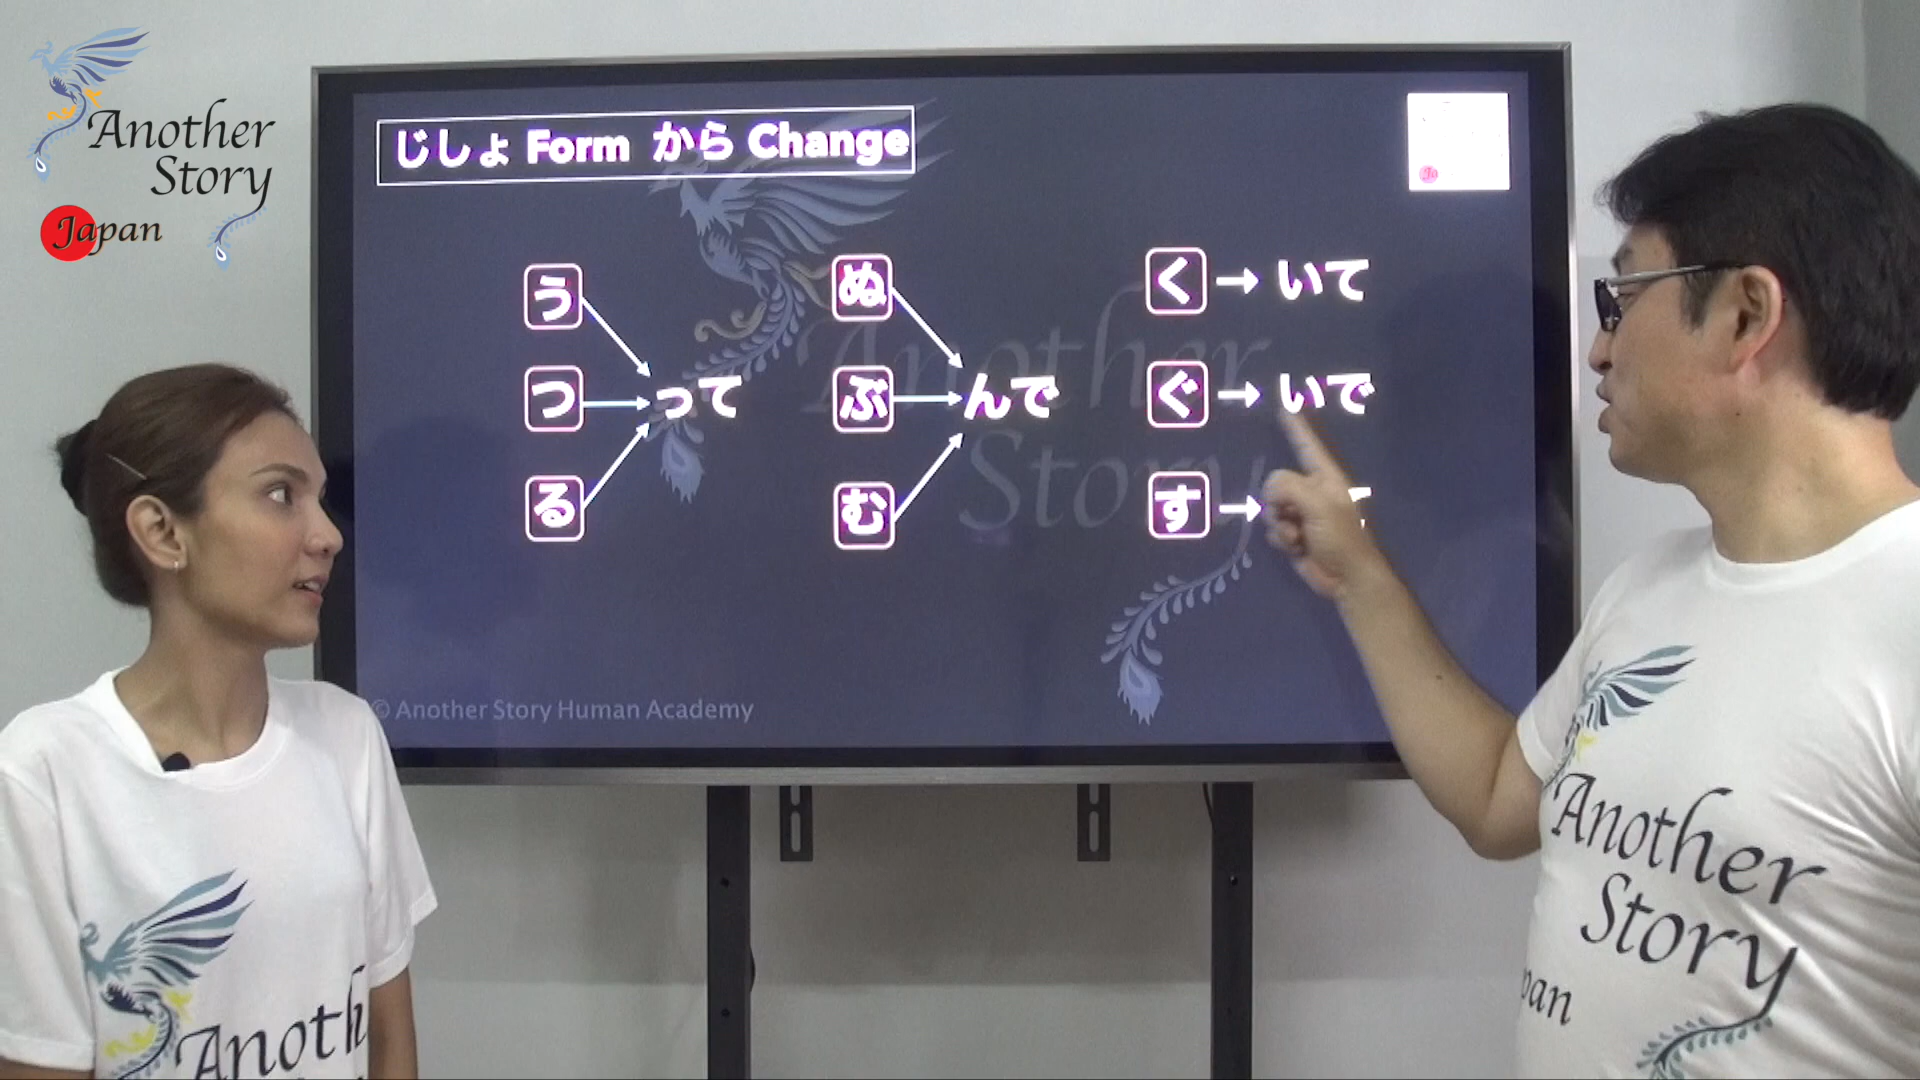 Another
Story
Japan
じしょ Form から Change
う
つ
る
って
ぬ
ぶ
む
んで
く → いて
ぐ → いで
す → て
Another
Story
© Another Story Human Academy
Anoth
Another
Story
pan